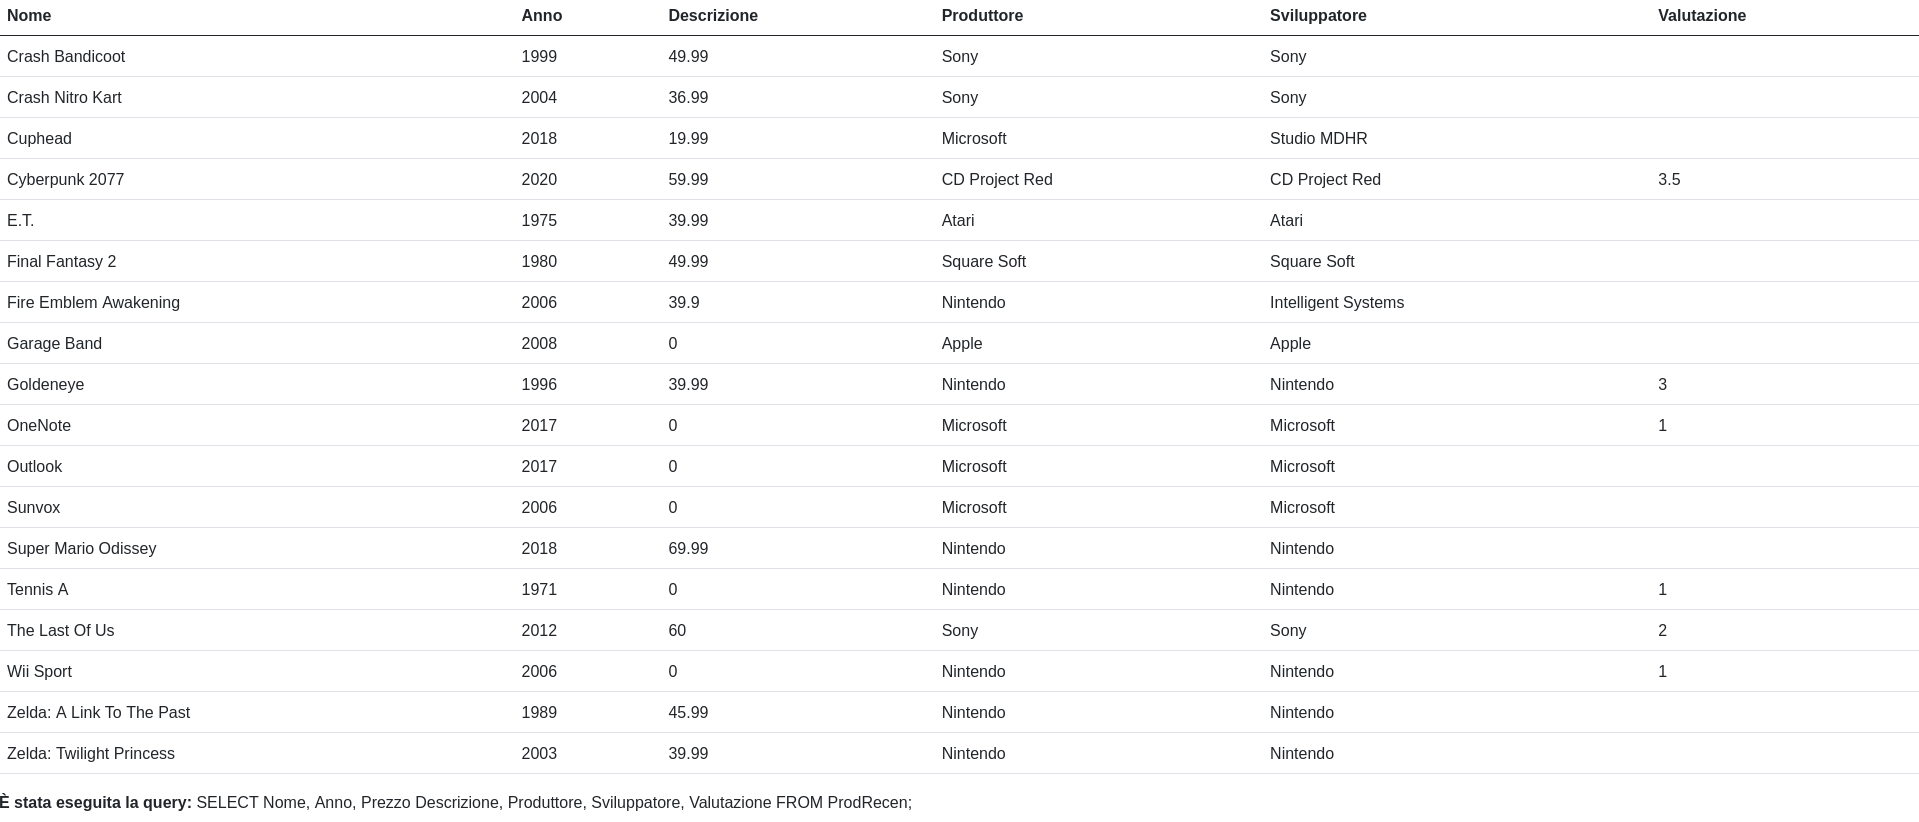 Nome Anno Descrizione Produttore Sviluppatore Valutazione
Crash Bandicoot 1999 49.99 Sony Sony
Crash Nitro Kart 2004 36.99 Sony Sony
Cuphead 2018 19.99 Microsoft Studio MDHR
Cyberpunk 2077 2020 59.99 CD Project Red CD Project Red 3.5
E.T. 1975 39.99 Atari Atari
Final Fantasy 2 1980 49.99 Square Soft Square Soft
Fire Emblem Awakening 2006 39.9 Nintendo Intelligent Systems
Garage Band 2008 0 Apple Apple
Goldeneye 1996 39.99 Nintendo Nintendo 3
OneNote 2017 0 Microsoft Microsoft 1
Outlook 2017 0 Microsoft Microsoft
Sunvox 2006 0 Microsoft Microsoft
Super Mario Odissey 2018 69.99 Nintendo Nintendo
Tennis A 1971 0 Nintendo Nintendo 1
The Last Of Us 2012 60 Sony Sony 2
Wii Sport 2006 0 Nintendo Nintendo 1
Zelda: A Link To The Past 1989 45.99 Nintendo Nintendo
Zelda: Twilight Princess 2003 39.99 Nintendo Nintendo
È stata eseguita la query: SELECT Nome, Anno, Prezzo Descrizione, Produttore, Sviluppatore, Valutazione FROM ProdRecen;